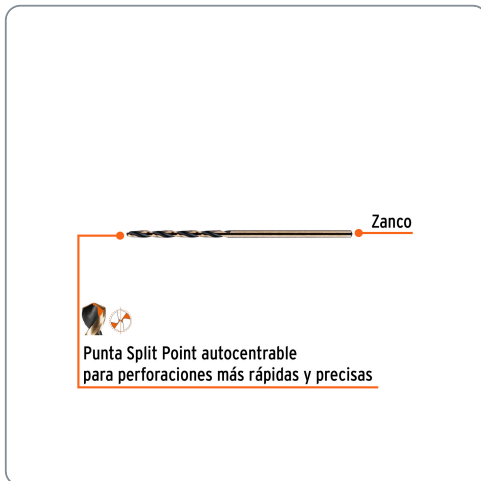 Zanco
Punta Split Point autocentrable
para perforaciones más rápidas y precisas